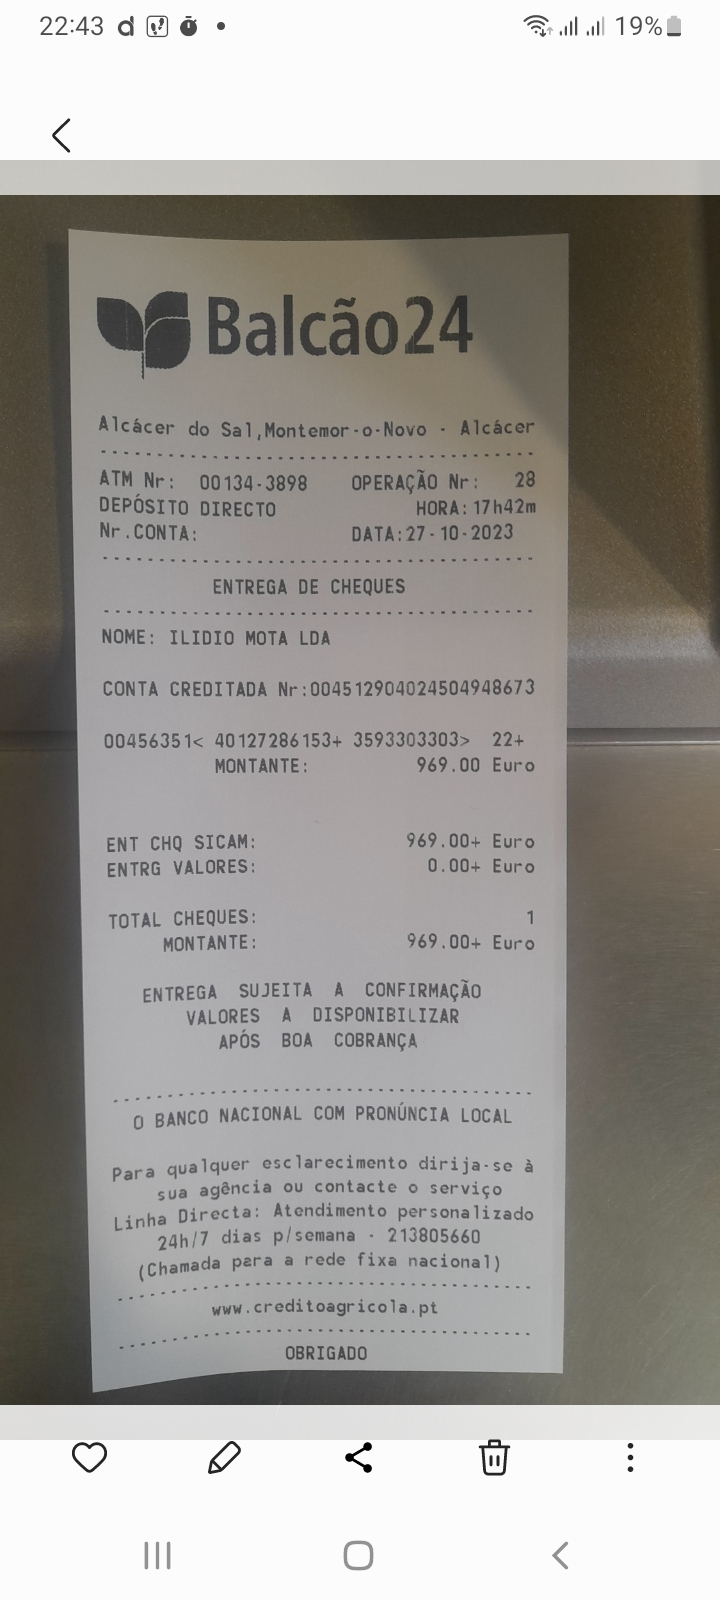 22:43
19%
Balcão24
Alcácer do Sal,Montemor-o-Novo - Alcácer
ATM Nr: 00134-3898 OPERAÇÃO Nr: 28
DEPÓSITO DIRECTO HORA:17h42m
Nr.CONTA: DATA:27-10-2023
ENTREGA DE CHEQUES
NOME: ILIDIO MOTA LDA
CONTA CREDITADA Nr:004512904024504948673
00456351< 40127286153+ 3593303303> 22+
MONTANTE: 969.00 Euro
ENT CHQ SICAM: 969.00+ Euro
ENTRG VALORES: 0.00+ Euro
TOTAL CHEQUES: 1
MONTANTE: 969.00+ Euro
ENTREGA SUJEITA A CONFIRMAÇÃO
VALORES A DISPONIBILIZAR
APÓS BOA COBRANÇA
O BANCO NACIONAL COM PRONÚNCIA LOCAL
Para qualquer esclarecimento dirija-se à
sua agência ou contacte o serviço
Linha Directa: Atendimento personalizado
24h/7 dias p/semana - 213805660
(Chamada para a rede fixa nacional)
www.creditoagricola.pt
OBRIGADO